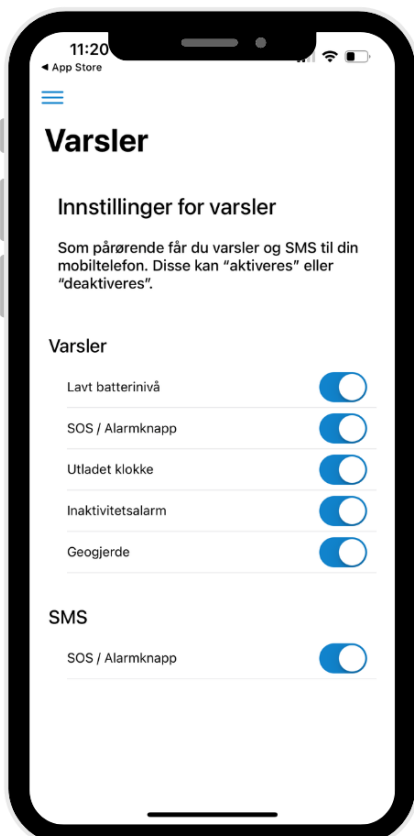 11:20
◀ App Store
Varsler
Innstillinger for varsler
Som pårørende får du varsler og SMS til din
mobiltelefon. Disse kan “aktiveres” eller
“deaktiveres”.
Varsler
Lavt batterinivå
SOS / Alarmknapp
Utladet klokke
Inaktivitetsalarm
Geogjerde
SMS
SOS / Alarmknapp